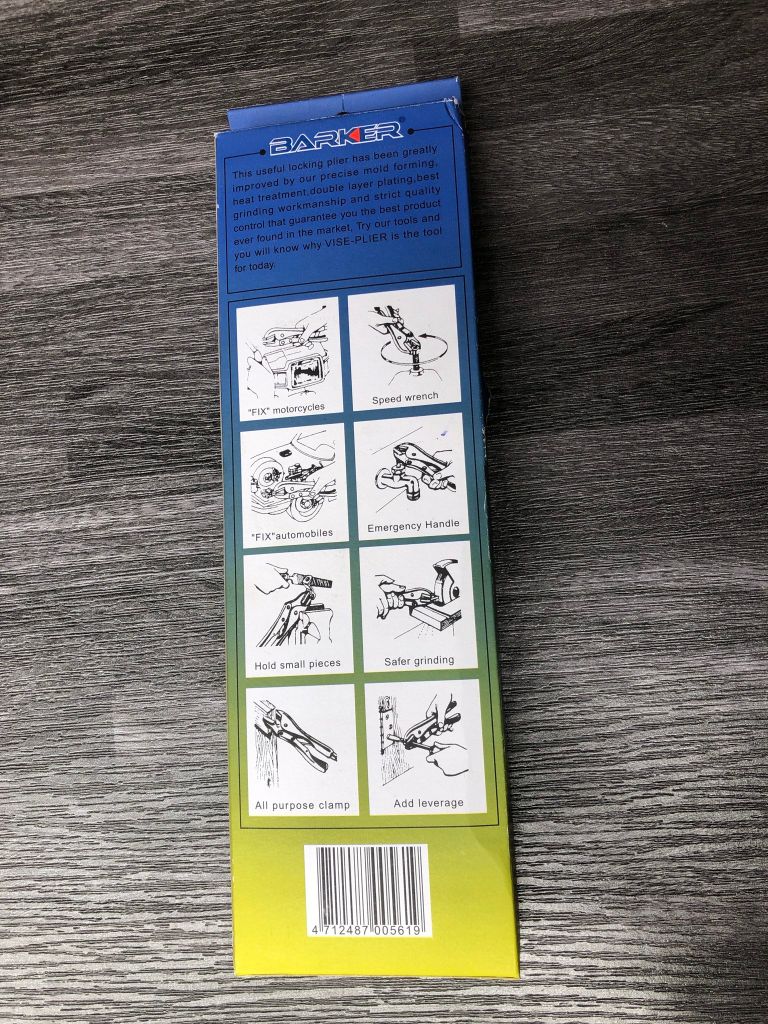 BARKER®
This useful locking plier has been greatly
improved by our precise mold forming,
heat treatment,double layer plating,best
grinding workmanship and strict quality
control that guarantee you the best product
ever found in the market, Try our tools and
you will know why VISE-PLIER is the tool
for today.
"FIX" motorcycles
Speed wrench
"FIX"automobiles
Emergency Handle
Hold small pieces
Safer grinding
All purpose clamp
Add leverage
4 712487 005619